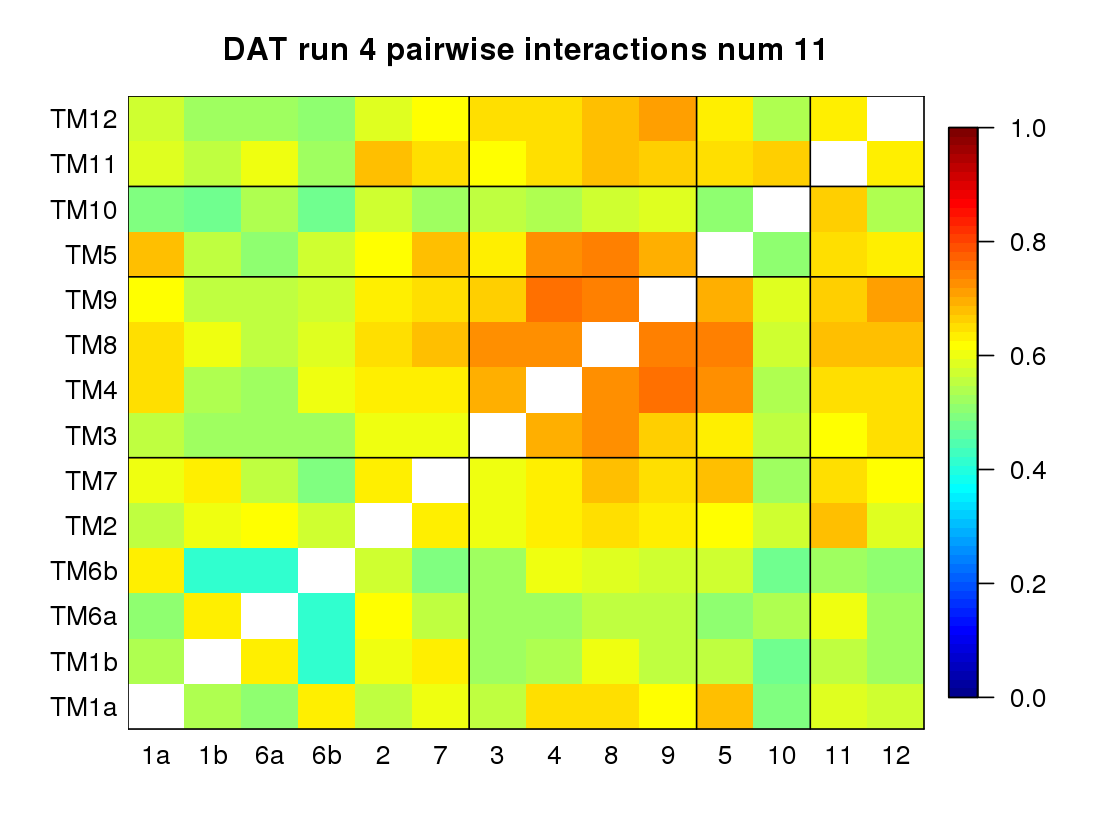 DAT run 4 pairwise interactions num 11
TM12
TM11
TM10
TM5
TM9
TM8
TM4
TM3
TM7
TM2
TM6b
TM6a
TM1b
TM1a
1a 1b 6a 6b 2 7 3 4 8 9 5 10 11 12
1.0
0.8
0.6
0.4
0.2
0.0